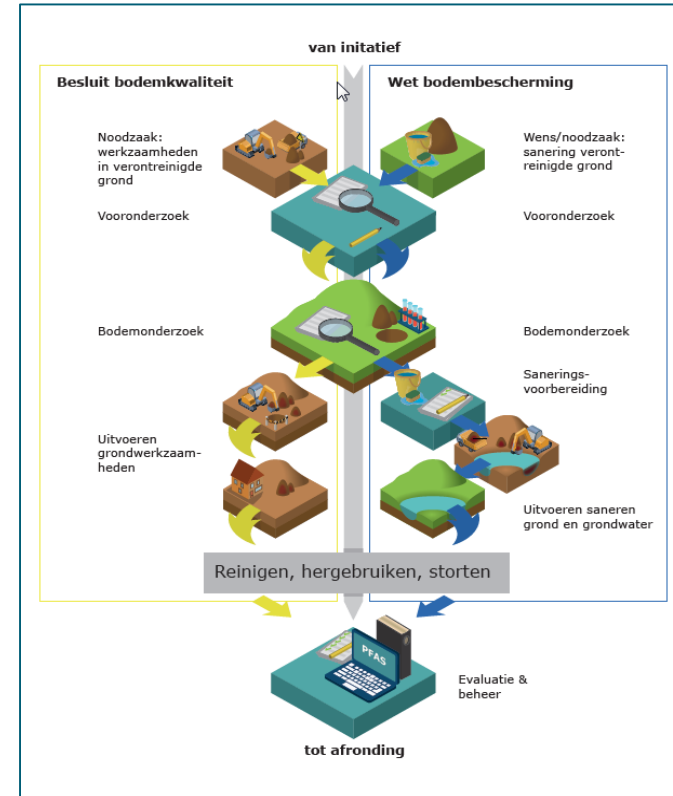 van initatief
Besluit bodemkwaliteit
Wet bodembescherming
Noodzaak:
werkzaamheden
in verontreinigde
grond
Wens/noodzaak:
sanering veront-
reinigde grond
Vooronderzoek
Vooronderzoek
Bodemonderzoek
Bodemonderzoek
Sanerings-
voorbereiding
Uitvoeren
grondwerkzaam-
heden
Uitvoeren saneren
grond en grondwater
Reinigen, hergebruiken, storten
PFAS
Evaluatie &
beheer
tot afronding